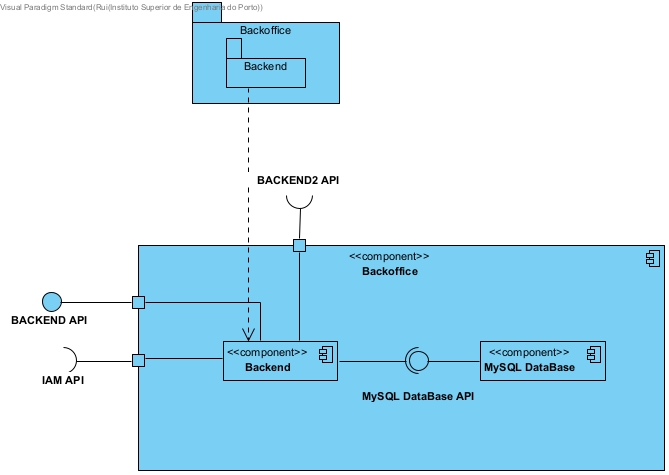 Visual Paradigm Standard(Rui(Instituto Superior de Engenharia do Porto))
Backoffice
Backend
BACKEND2 API
<<component>>
Backoffice
BACKEND API
IAM API
<<component>>
Backend
<<component>>
MySQL DataBase
MySQL DataBase API